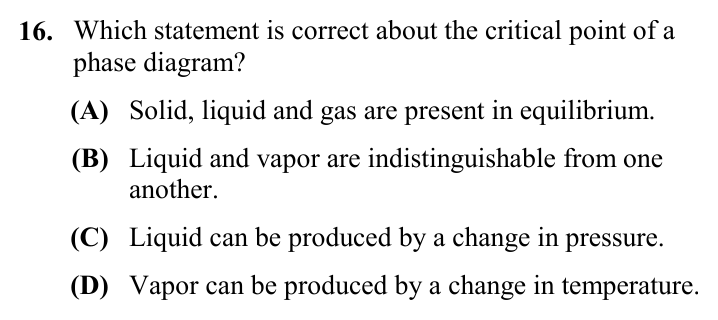 16. Which statement is correct about the critical point of a
phase diagram?
(A) Solid, liquid and gas are present in equilibrium.
(B) Liquid and vapor are indistinguishable from one
another.
(C) Liquid can be produced by a change in pressure.
(D) Vapor can be produced by a change in temperature.